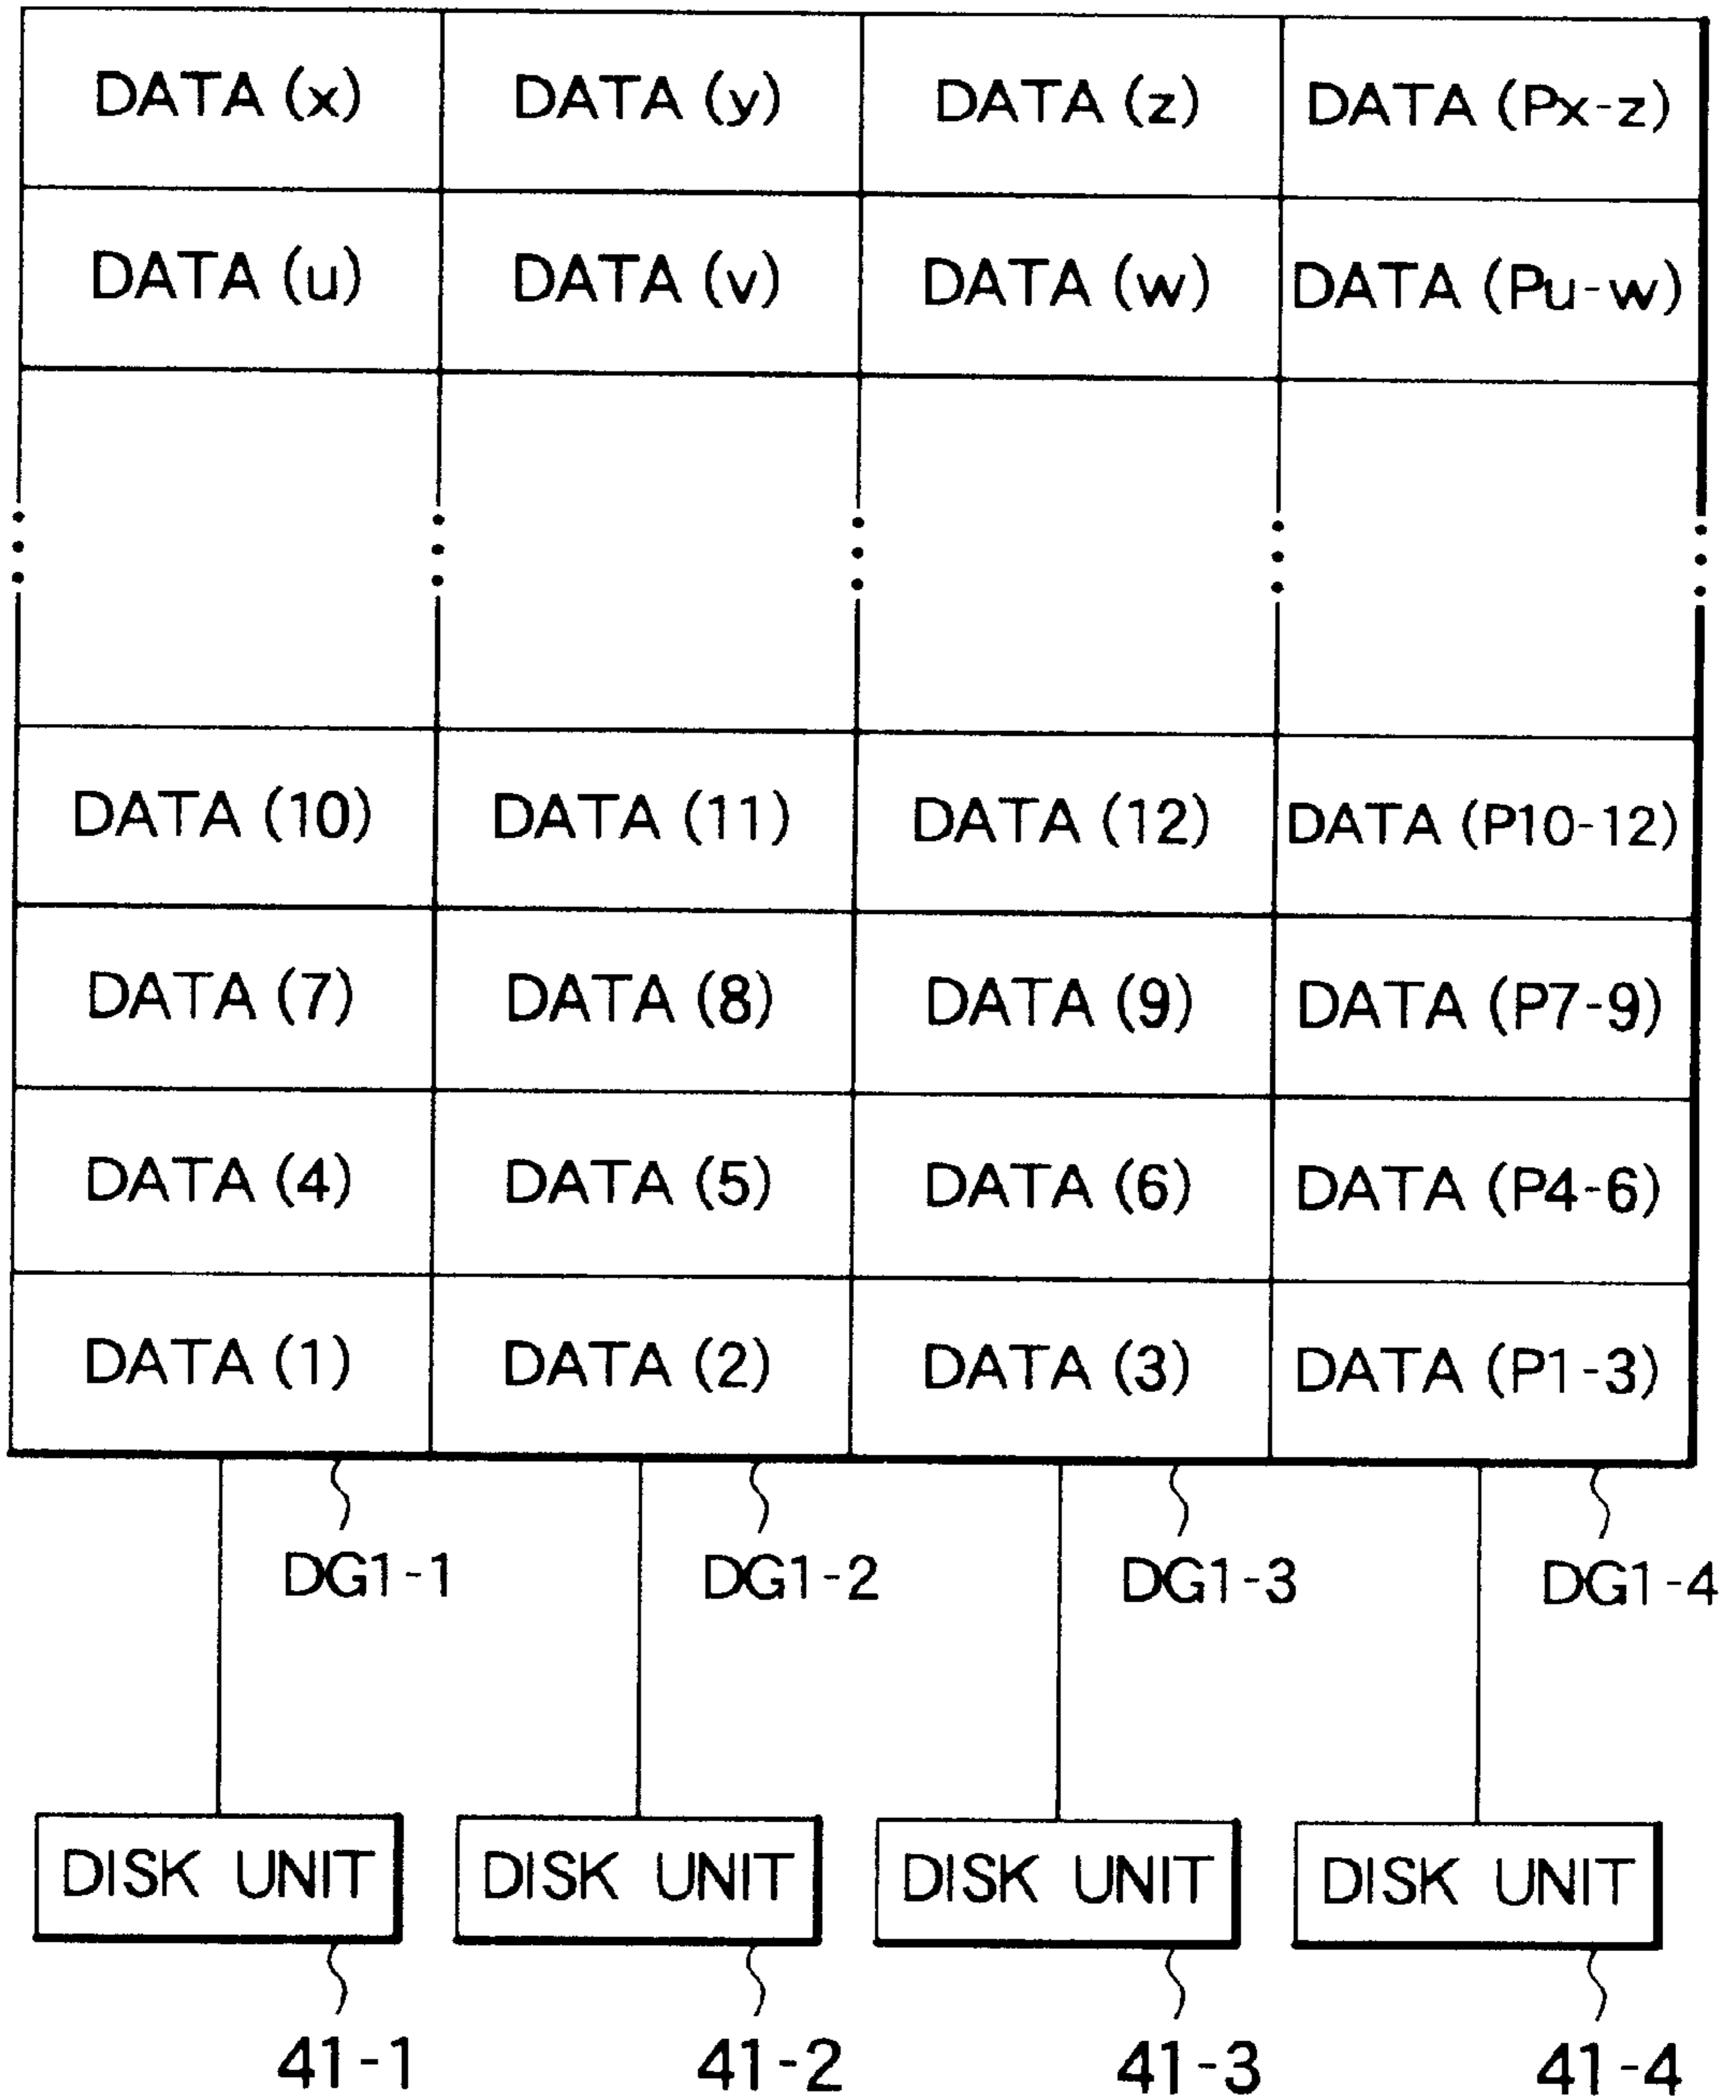 DATA (x) DATA (y) DATA (z) DATA (Px-z)
DATA (u) DATA (v) DATA (w) DATA (Pu-w)
DATA (10) DATA (11) DATA (12) DATA (P10-12)
DATA (7) DATA (8) DATA (9) DATA (P7-9)
DATA (4) DATA (5) DATA (6) DATA (P4-6)
DATA (1) DATA (2) DATA (3) DATA (P1-3)
DG1-1 DG1-2 DG1-3 DG1-4
DISK UNIT DISK UNIT DISK UNIT DISK UNIT
41-1 41-2 41-3 41-4